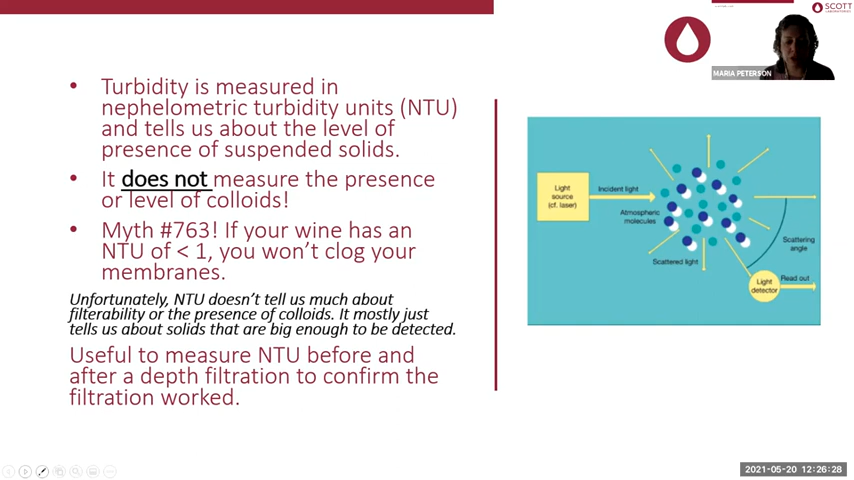 SCOTT
LABORATORIES
MARIA PETERSON
• Turbidity is measured in
nephelometric turbidity units (NTU)
and tells us about the level of
presence of suspended solids.
• It does not measure the presence
or level of colloids!
• Myth #763! If your wine has an
NTU of < 1, you won't clog your
membranes.
Unfortunately, NTU doesn't tell us much about
filterability or the presence of colloids. It mostly just
tells us about solids that are big enough to be detected.
Useful to measure NTU before and
after a depth filtration to confirm the
filtration worked.
Light
source
(cf. laser)
Incident light
Atmospheric
molecules
Scattered light
Scattering
angle
Light
detector
Read out
2021-05-20 12:26:28